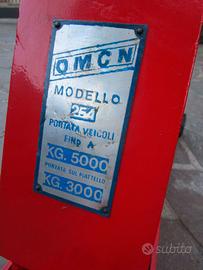 OMCN
MODELLO
254
PORTATA VEICOLI
FINO A
KG. 5000
PORTATA SUL PIATTELLO
KG. 3000
subito